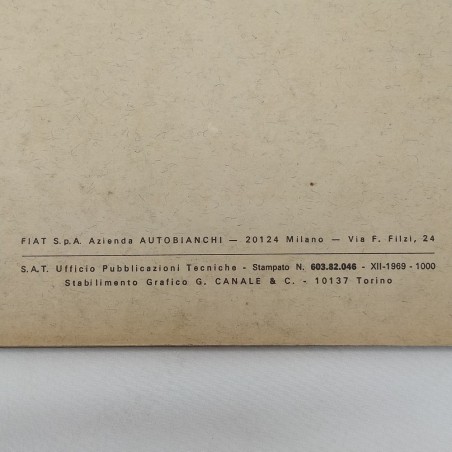 FIAT S.p.A. Azienda AUTOBIANCHI — 20124 Milano — Via F. Filzi, 24
S.A.T. Ufficio Pubblicazioni Tecniche - Stampato N. 603.82.046 - XII-1969 - 1000
Stabilimento Grafico G. CANALE & C. - 10137 Torino